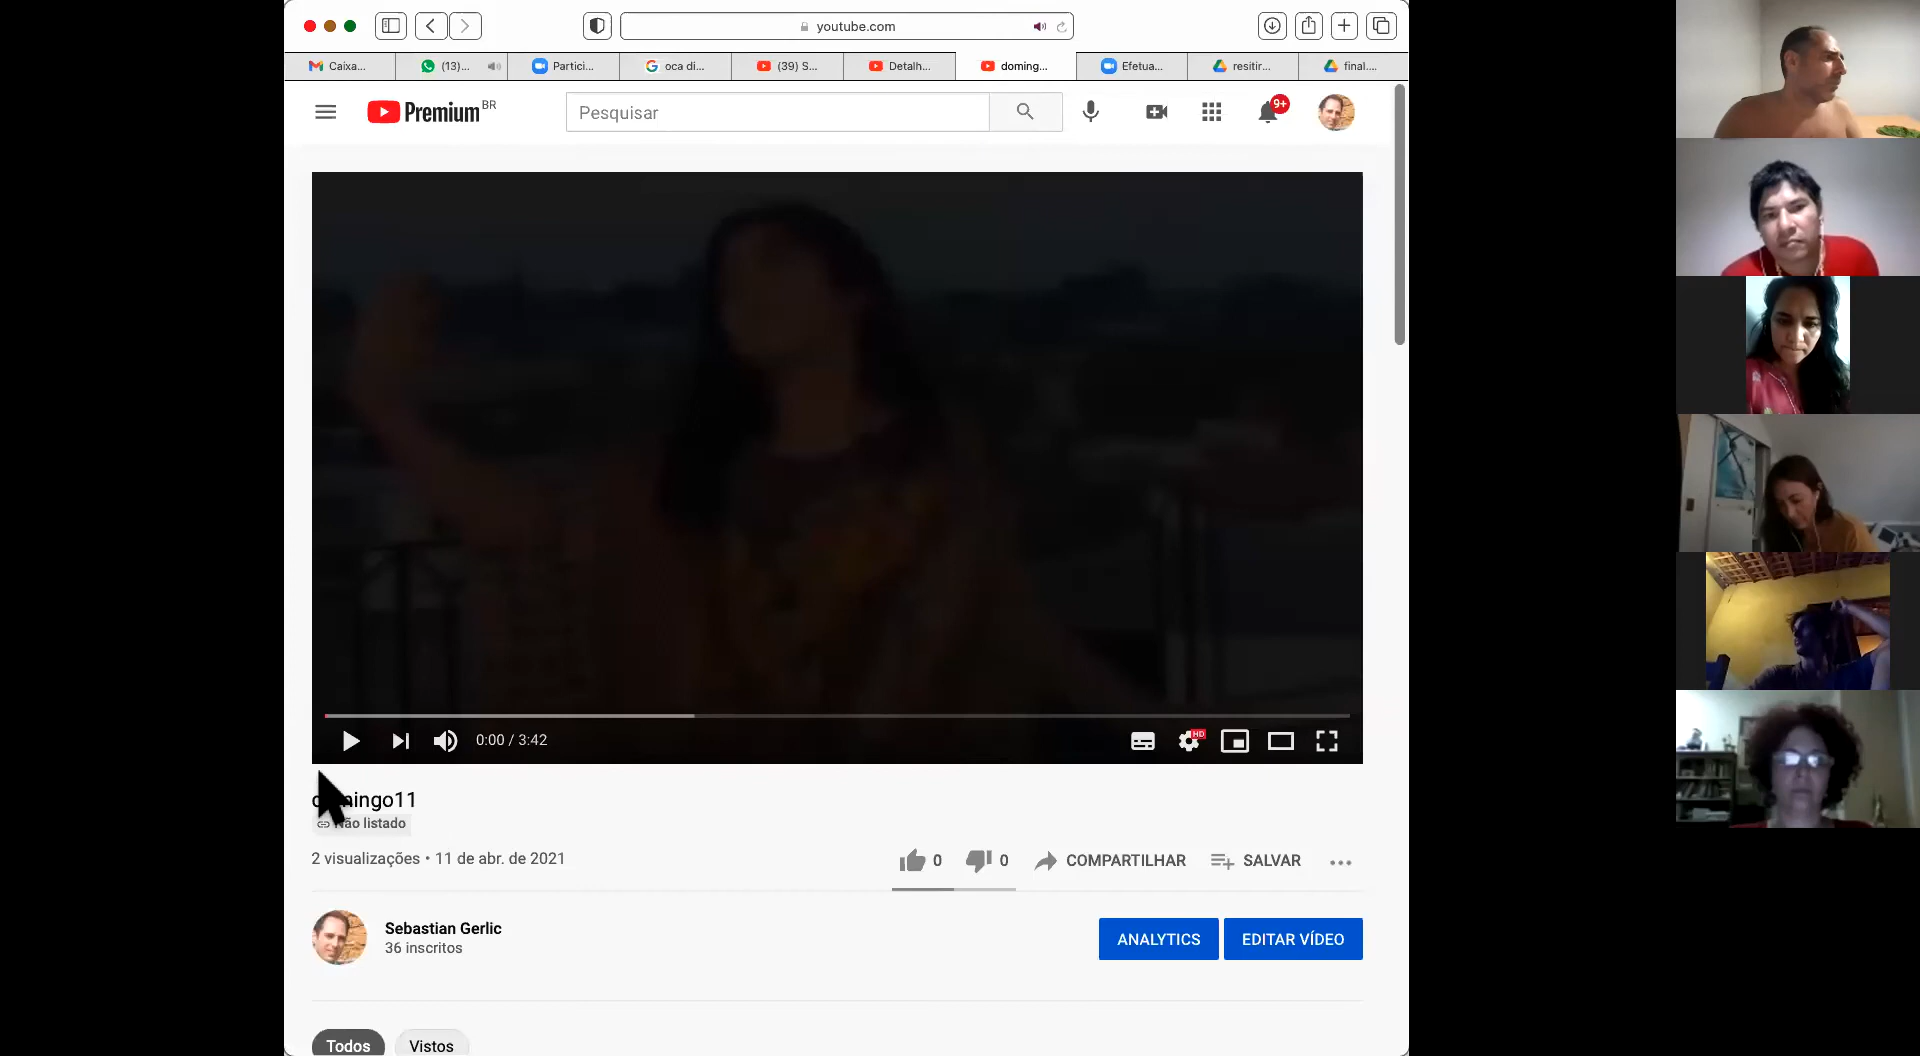 youtube.com
Caixa...
(13)...
Partici...
oca di...
(39) S...
Detalh...
doming...
Efetua...
resitir...
final....
Premium BR
Pesquisar
9+
HD
0:00 / 3:42
Não listado
2 visualizações • 11 de abr. de 2021
0
0
COMPARTILHAR
SALVAR
Sebastian Gerlic
36 inscritos
ANALYTICS
EDITAR VÍDEO
Todos
Vistos